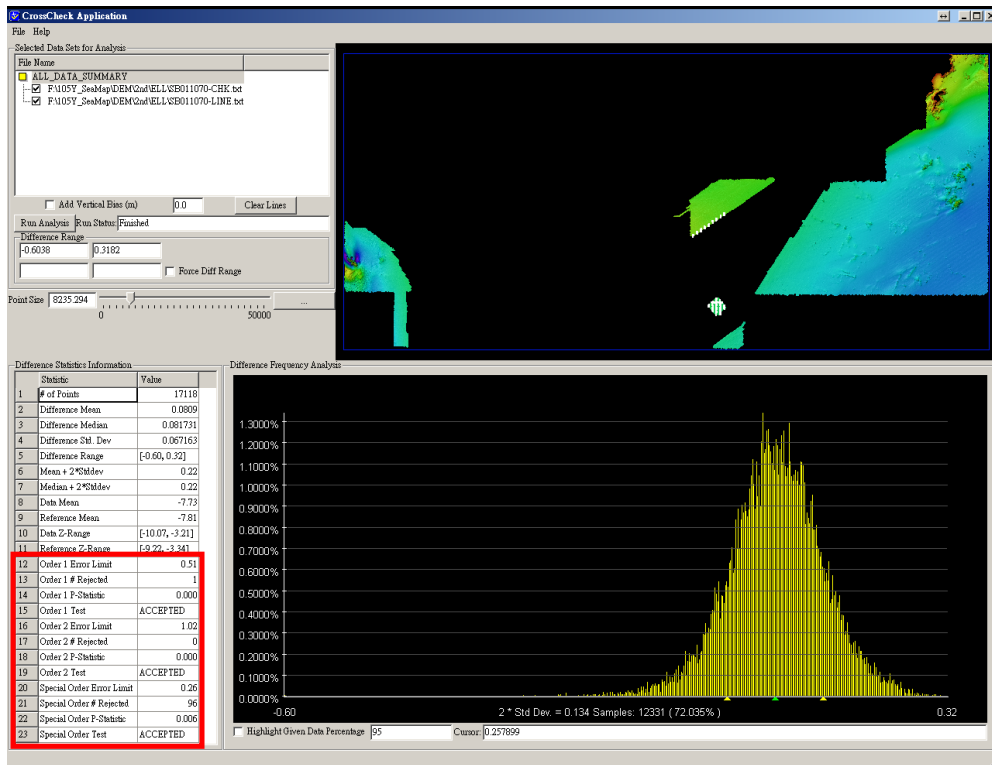 CrossCheck Application
File Help
Selected Data Sets for Analysis
File Name
ALL_DATA_SUMMARY
F:\105Y_SeaMap\DEM\2nd\ELL\SB011070-CHK.txt
F:\105Y_SeaMap\DEM\2nd\ELL\SB011070-LINE.txt
Add Vertical Bias (m) 0.0 Clear Lines
Run Analysis Run Status: Finished
Difference Range
-0.6038 0.3182
Force Diff Range
Point Size 8235.294 ...
0 50000
Difference Statistics Information
Statistic Value
1 # of Points 17118
2 Difference Mean 0.0809
3 Difference Median 0.081731
4 Difference Std. Dev 0.067163
5 Difference Range [-0.60, 0.32]
6 Mean + 2*Stddev 0.22
7 Median + 2*Stddev 0.22
8 Data Mean -7.73
9 Reference Mean -7.81
10 Data Z-Range [-10.07, -3.21]
11 Reference Z-Range [-9.22, -3.34]
12 Order 1 Error Limit 0.51
13 Order 1 # Rejected 1
14 Order 1 P-Statistic 0.000
15 Order 1 Test ACCEPTED
16 Order 2 Error Limit 1.02
17 Order 2 # Rejected 0
18 Order 2 P-Statistic 0.000
19 Order 2 Test ACCEPTED
20 Special Order Error Limit 0.26
21 Special Order # Rejected 96
22 Special Order P-Statistic 0.006
23 Special Order Test ACCEPTED
Difference Frequency Analysis
1.3000%
1.2000%
1.1000%
1.0000%
0.9000%
0.8000%
0.7000%
0.6000%
0.5000%
0.4000%
0.3000%
0.2000%
0.1000%
0.0000%
-0.60 2 * Std Dev. = 0.134 Samples: 12331 ( 72.035% ) 0.32
Highlight Given Data Percentage 95 Cursor: 0.257899